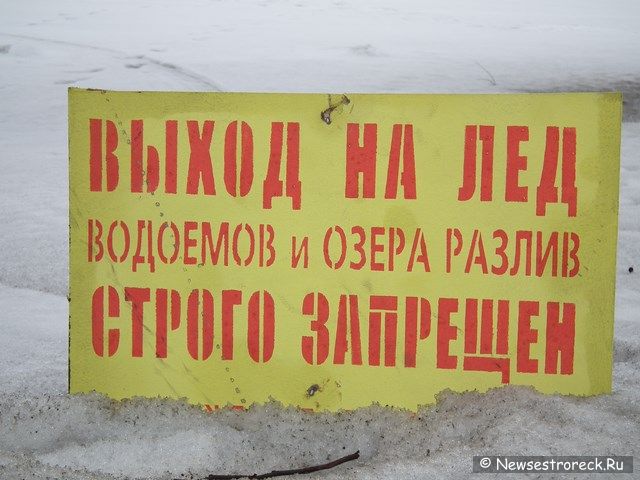 ВЫХОД НА ЛЕД
ВОДОЕМОВ и ОЗЕРА РАЗЛИВ
СТРОГО ЗАПРЕЩЕН
© Newsestroreck.Ru